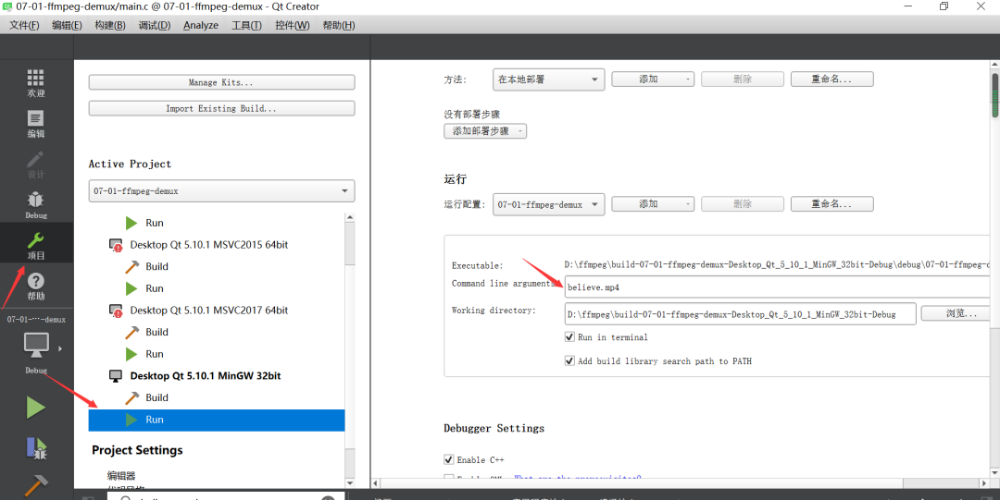 07-01-ffmpeg-demux/main.c @ 07-01-ffmpeg-demux - Qt Creator
文件(F) 编辑(E) 构建(B) 调试(D) Analyze 工具(T) 控件(W) 帮助(H)
欢迎
编辑
设计
Debug
项目
帮助
07-01-···-demux
Debug
Manage Kits...
Import Existing Build...
Active Project
07-01-ffmpeg-demux
Run
Desktop Qt 5.10.1 MSVC2015 64bit
Build
Run
Desktop Qt 5.10.1 MSVC2017 64bit
Build
Run
Desktop Qt 5.10.1 MinGW 32bit
Build
Run
Project Settings
编辑器
代码风格
方法: 在本地部署 添加 删除 重命名...
没有部署步骤
添加部署步骤
运行
运行配置: 07-01-ffmpeg-demux 添加 删除 重命名...
Executable: D:\ffmpeg\build-07-01-ffmpeg-demux-Desktop_Qt_5_10_1_MinGW_32bit-Debug\debug\07-01-ffmpeg-d
Command line arguments: believe.mp4
Working directory: D:\ffmpeg\build-07-01-ffmpeg-demux-Desktop_Qt_5_10_1_MinGW_32bit-Debug 浏览...
Run in terminal
Add build library search path to PATH
Debugger Settings
Enable C++
What are the prerequisites?